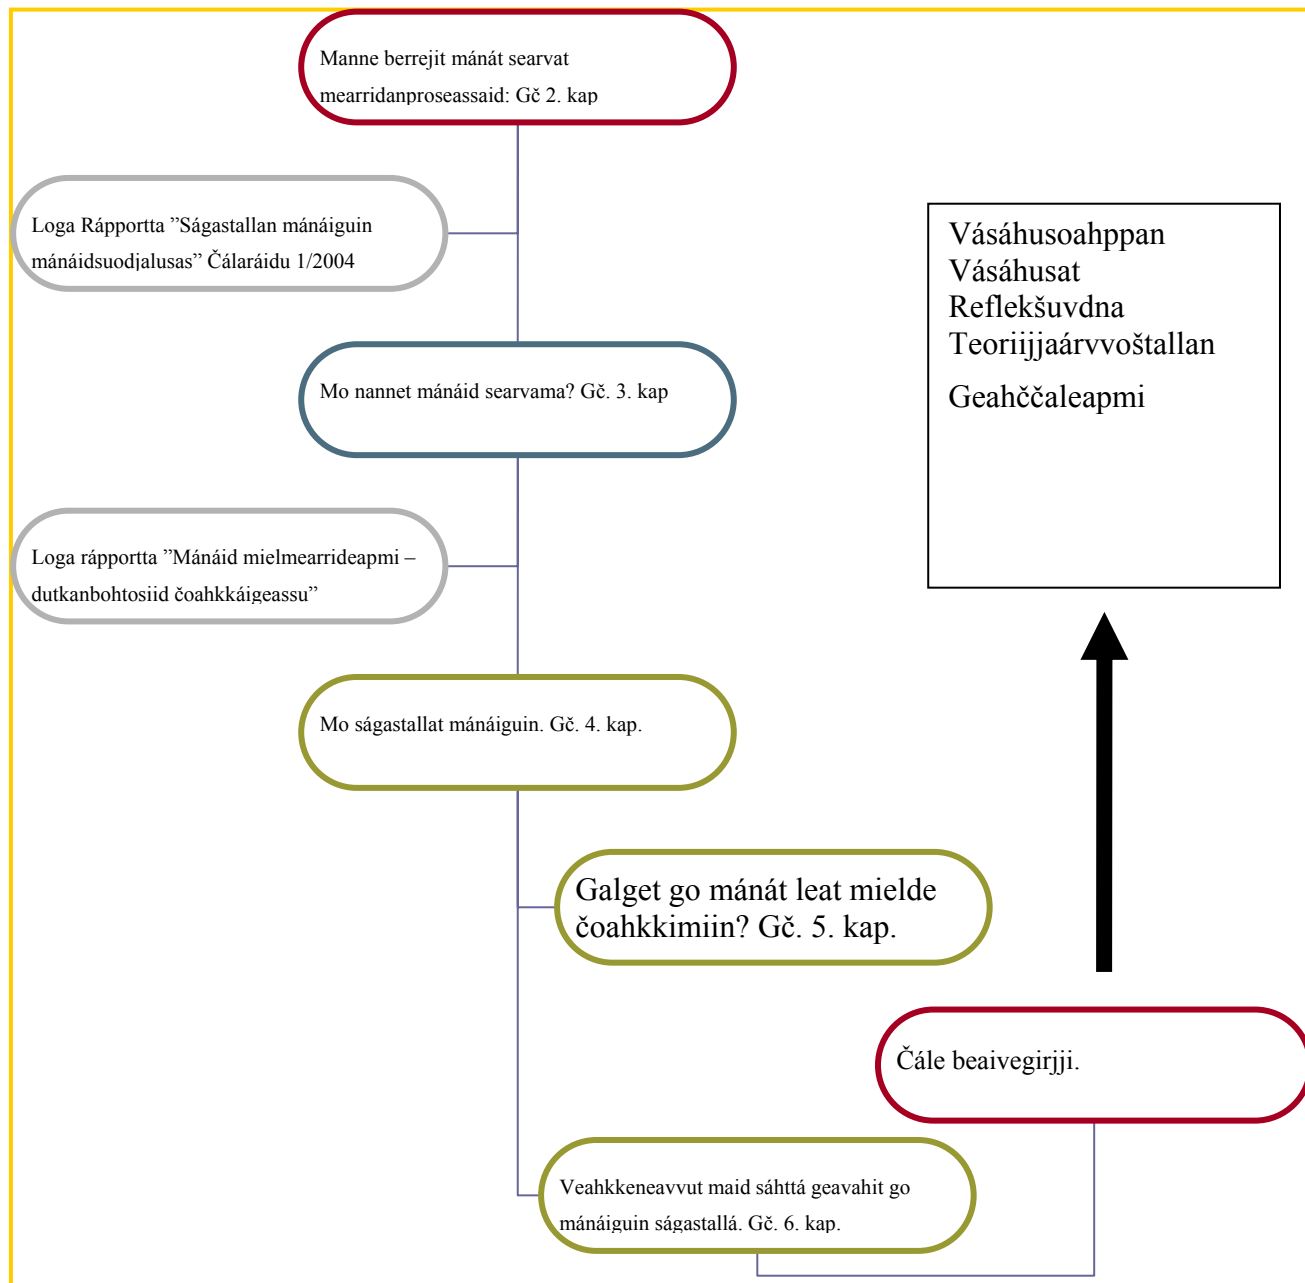 Manne berrejit mánát searvat
mearridanproseassaid: Gč 2. kap
Loga Rápportta ”Ságastallan mánáiguin
mánáidsuodjalusas” Čálaráidu 1/2004
Mo nannet mánáid searvama? Gč. 3. kap
Loga rápportta ”Mánáid mielmearrideapmi –
dutkanbohtosiid čoahkkáigeassu”
Mo ságastallat mánáiguin. Gč. 4. kap.
Galget go mánát leat mielde
čoahkkimiin? Gč. 5. kap.
Veahkkeneavvut maid sáhttá geavahit go
mánáiguin ságastallá. Gč. 6. kap.
Čále beaivegirjji.
Vásáhusoahppan
Vásáhusat
Reflekšuvdna
Teoriijjaárvvoštallan
Geahččaleapmi